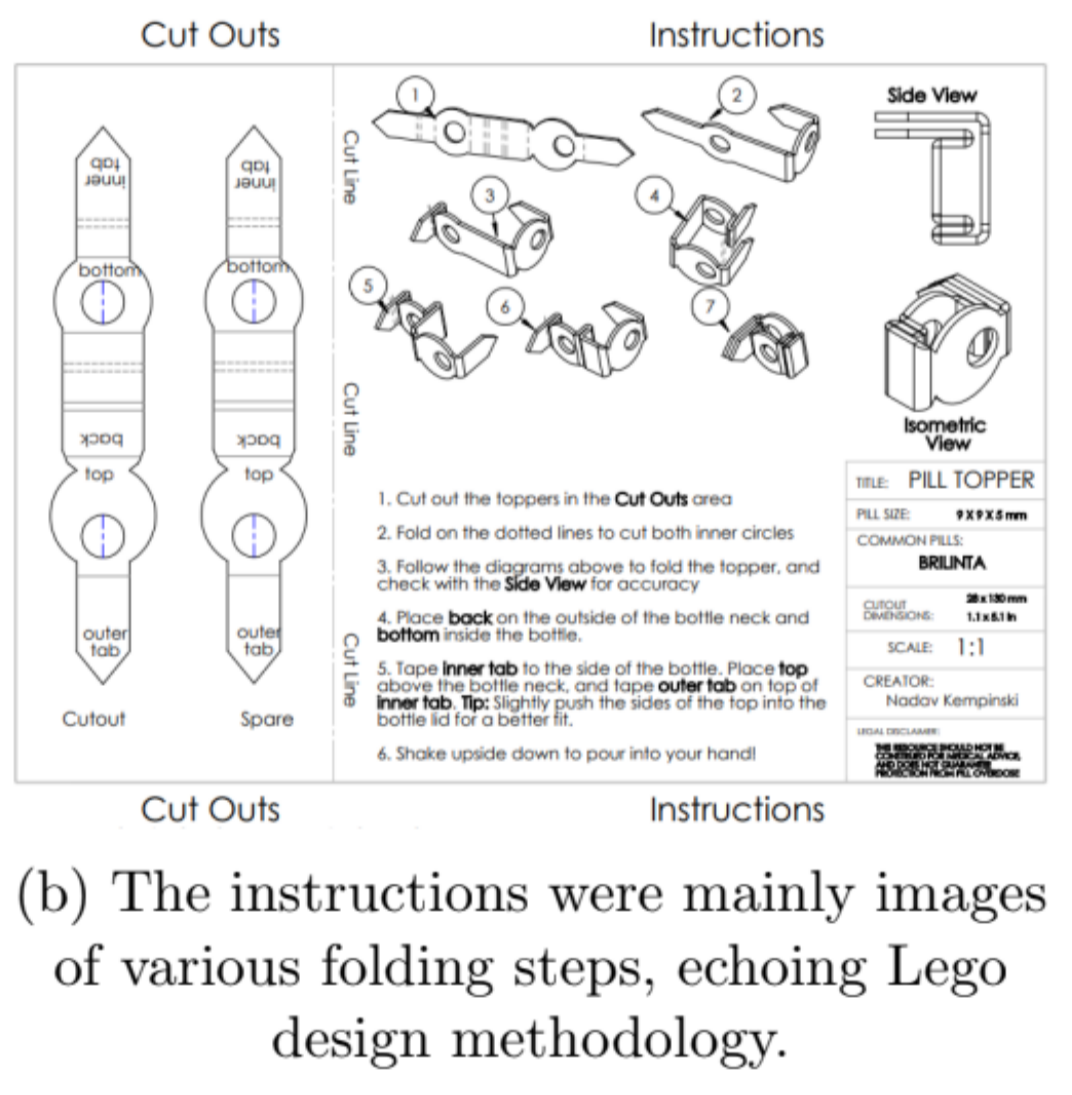 Cut Outs
Instructions
inner
tab
bottom
back
top
outer
tab
Cutout
inner
tab
bottom
back
top
outer
tab
Spare
Cut Line
Cut Line
Cut Line
1
2
3
4
5
6
7
Side View
Isometric
View
1. Cut out the toppers in the Cut Outs area
2. Fold on the dotted lines to cut both inner circles
3. Follow the diagrams above to fold the topper, and
check with the Side View for accuracy
4. Place back on the outside of the bottle neck and
bottom inside the bottle.
5. Tape inner tab to the side of the bottle. Place top
above the bottle neck, and tape outer tab on top of
inner tab. Tip: Slightly push the sides of the top into the
bottle lid for a better fit.
6. Shake upside down to pour into your hand!
TITLE: PILL TOPPER
PILL SIZE: 9 X 9 X 5 mm
COMMON PILLS:
BRILINTA
CUTOUT
DIMENSIONS:
28 x 130 mm
1.1 x 5.1 in
SCALE: 1:1
CREATOR:
Nadav Kempinski
LEGAL DISCLAIMER:
THIS RESOURCE SHOULD NOT BE
CONSTRUED FOR MEDICAL ADVICE,
AND DOES NOT GUARANTEE
PROTECTION FROM PILL OVERDOSE
Cut Outs
Instructions
(b) The instructions were mainly images
of various folding steps, echoing Lego
design methodology.